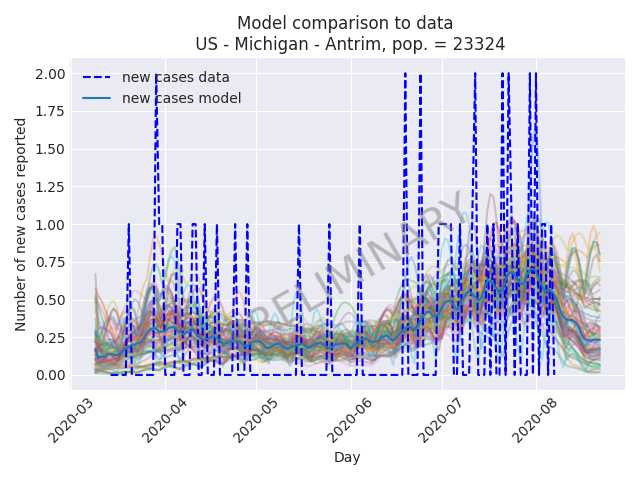 Model comparison to data
US - Michigan - Antrim, pop. = 23324
new cases data
new cases model
PRELIMINARY
Number of new cases reported
2.00
1.75
1.50
1.25
1.00
0.75
0.50
0.25
0.00
2020-03
2020-04
2020-05
2020-06
2020-07
2020-08
Day